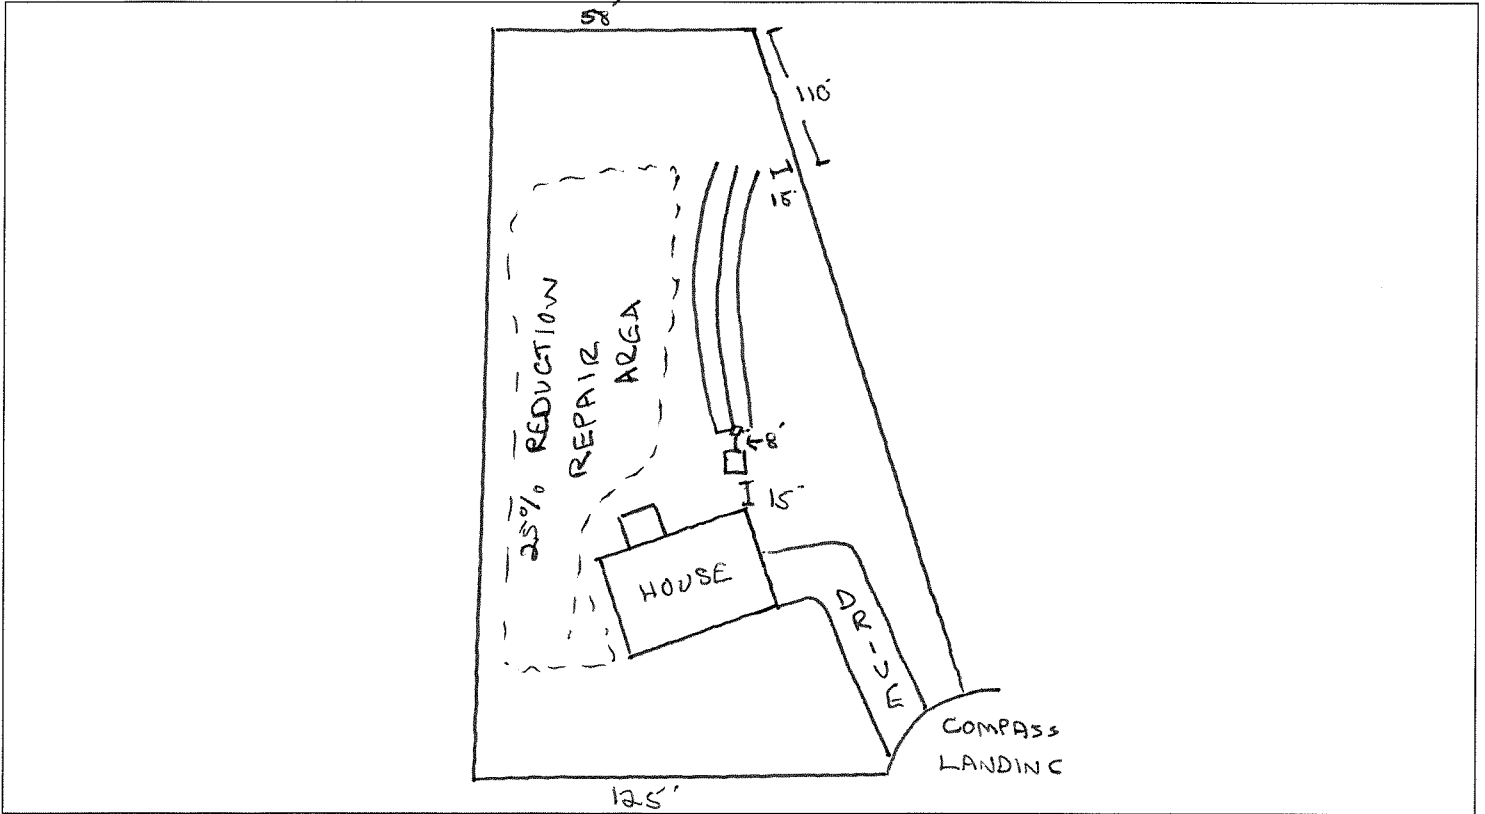 58'
110'
15'
25% REDUCTION
REPAIR
AREA
8'
15'
HOUSE
DRIVE
COMPASS
LANDING
125'